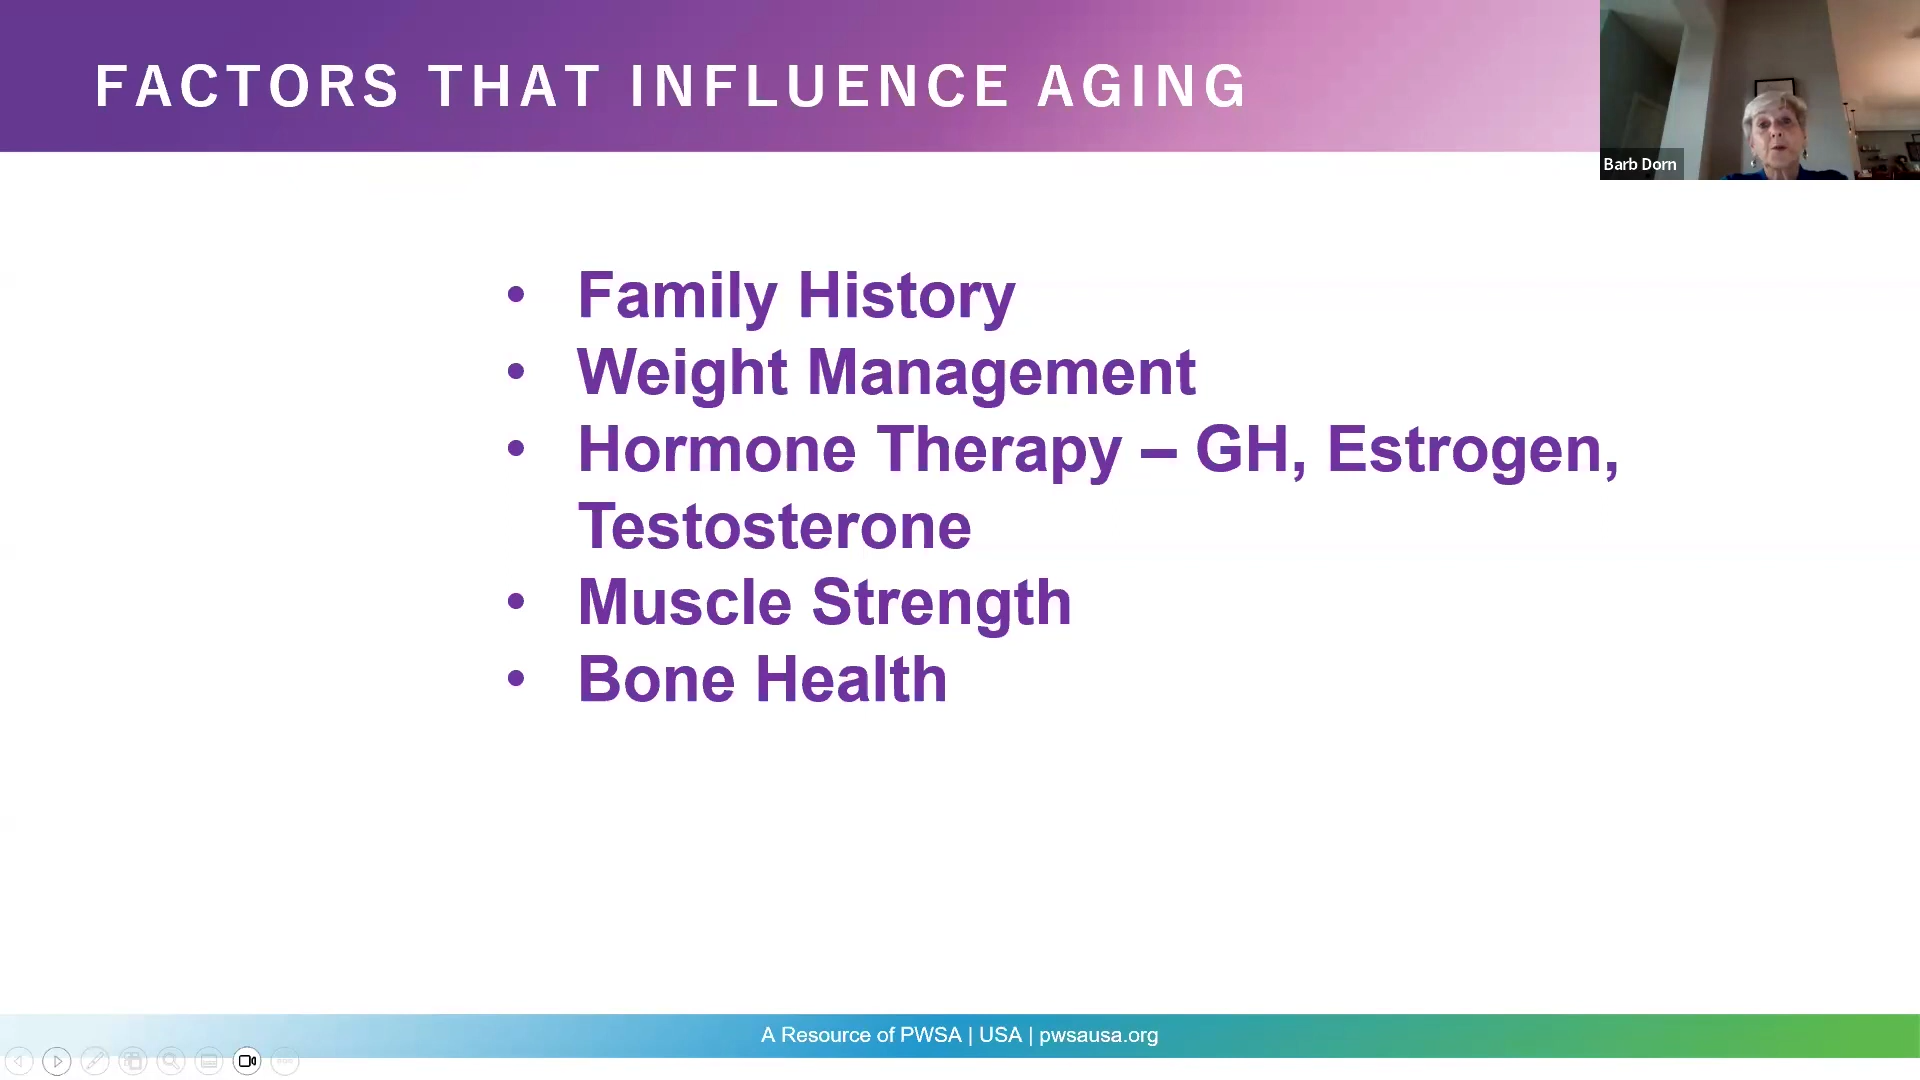 FACTORS THAT INFLUENCE AGING
Barb Dorn
• Family History
• Weight Management
• Hormone Therapy – GH, Estrogen,
Testosterone
• Muscle Strength
• Bone Health
A Resource of PWSA | USA | pwsausa.org